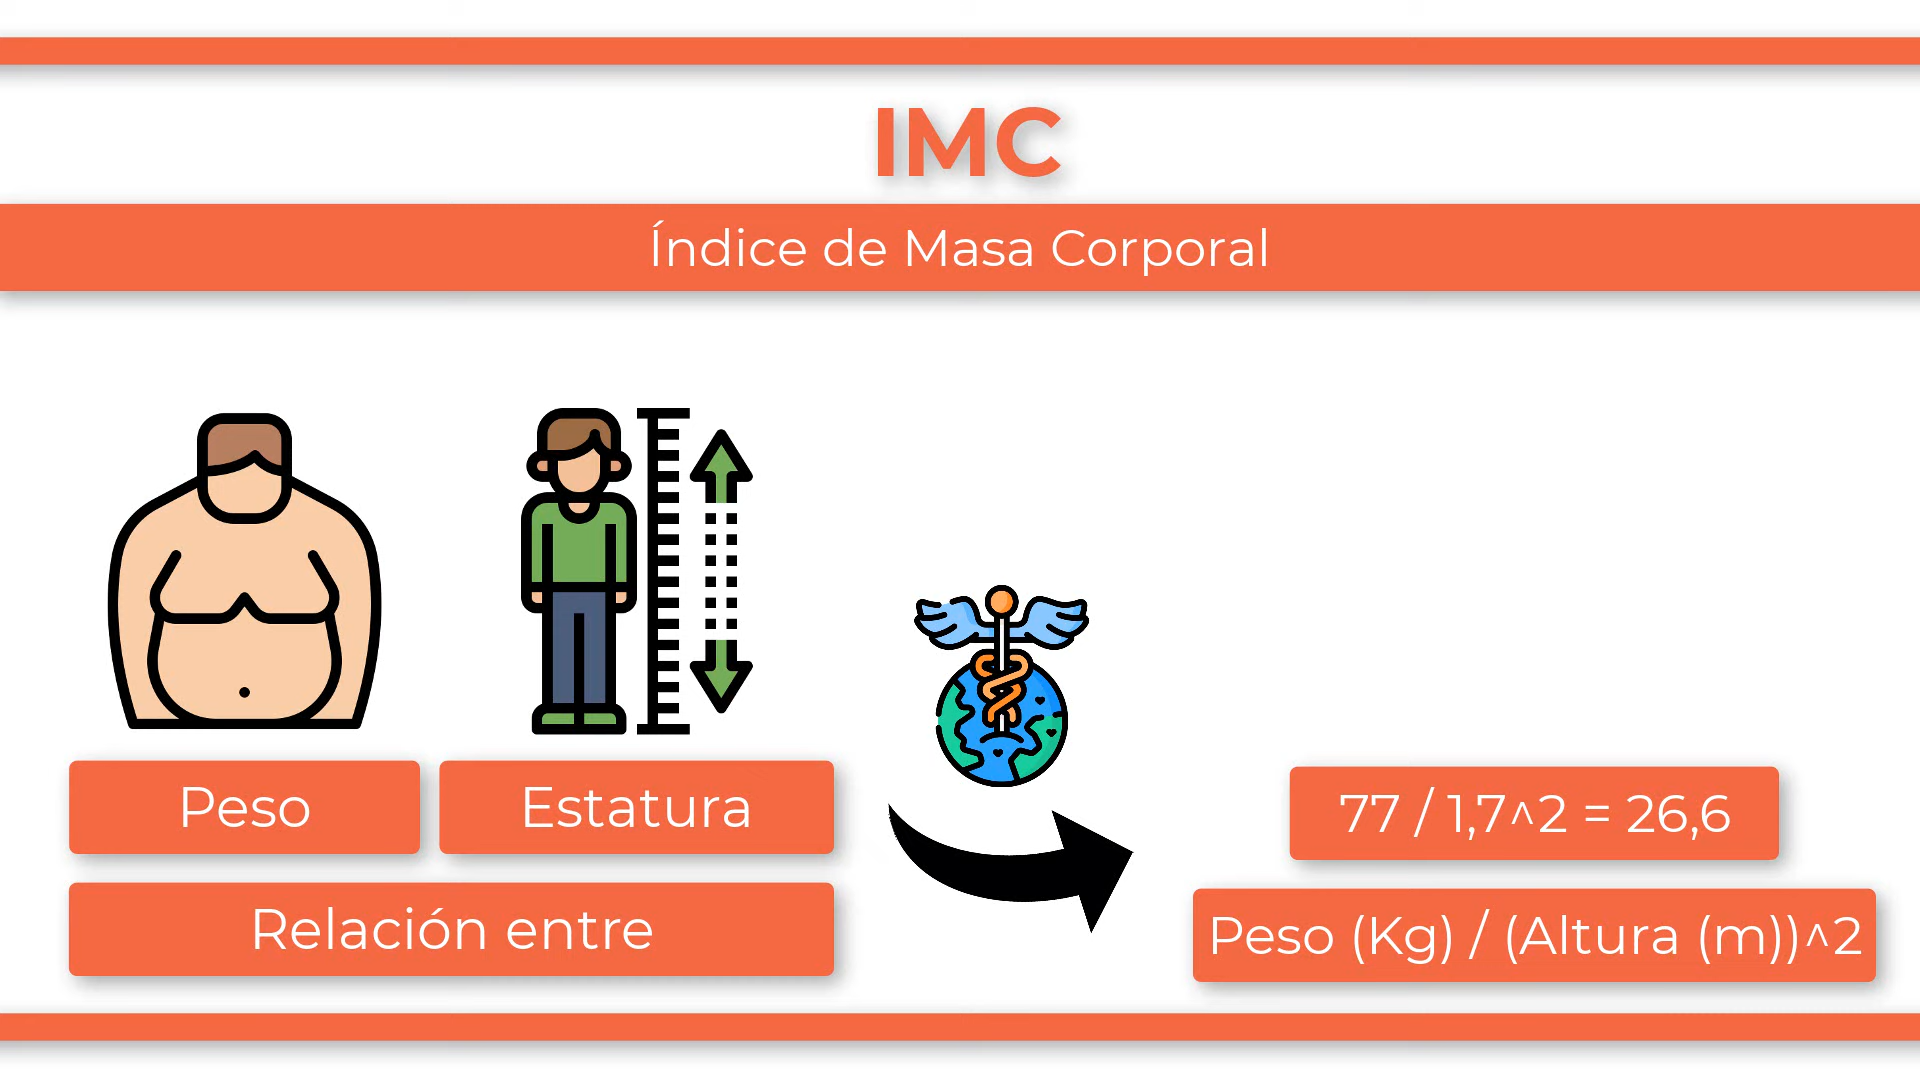 IMC
Índice de Masa Corporal
Peso
Estatura
Relación entre
77 / 1,7^2 = 26,6
Peso (Kg) / (Altura (m))^2